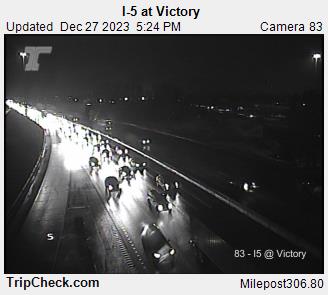 I-5 at Victory
Updated Dec 27 2023 5:24 PM Camera 83
T
S
83 - I5 @ Victory
TripCheck.com Milepost306.80